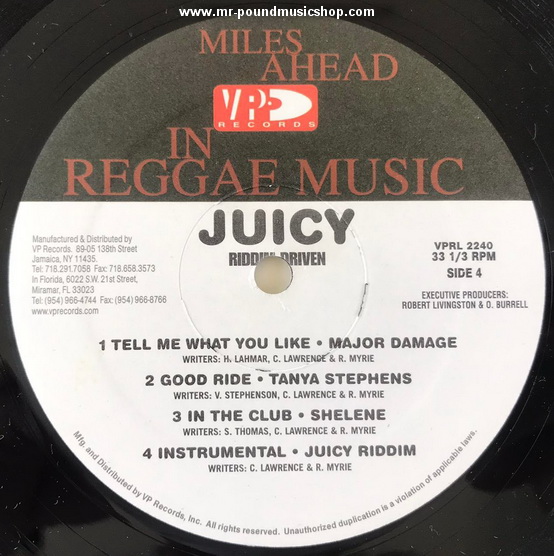 www.mr-poundmusicshop.com
MILES
AHEAD
VP
RECORDS
IN
REGGAE MUSIC
JUICY
RIDDIM DRIVEN
Manufactured & Distributed by
VP Records. 89-05 138th Street
Jamaica, NY 11435.
Tel: 718.291.7058 Fax: 718.658.3573
In Florida, 6022 S.W. 21st Street,
Miramar, FL 33023
Tel: (954) 966-4744 Fax: (954) 966-8766
www.vprecords.com
VPRL 2240
33 1/3 RPM
SIDE 4
EXECUTIVE PRODUCERS:
ROBERT LIVINGSTON & O. BURRELL
1 TELL ME WHAT YOU LIKE • MAJOR DAMAGE
WRITERS: H. LAHMAR, C. LAWRENCE & R. MYRIE
2 GOOD RIDE • TANYA STEPHENS
WRITERS: V. STEPHENSON, C. LAWRENCE & R. MYRIE
3 IN THE CLUB • SHELENE
WRITERS: S. THOMAS, C. LAWRENCE & R. MYRIE
4 INSTRUMENTAL • JUICY RIDDIM
WRITERS: C. LAWRENCE & R. MYRIE
Mfg. and Distributed by VP Records, Inc. All rights reserved. Unauthorized duplication is a violation of applicable laws.